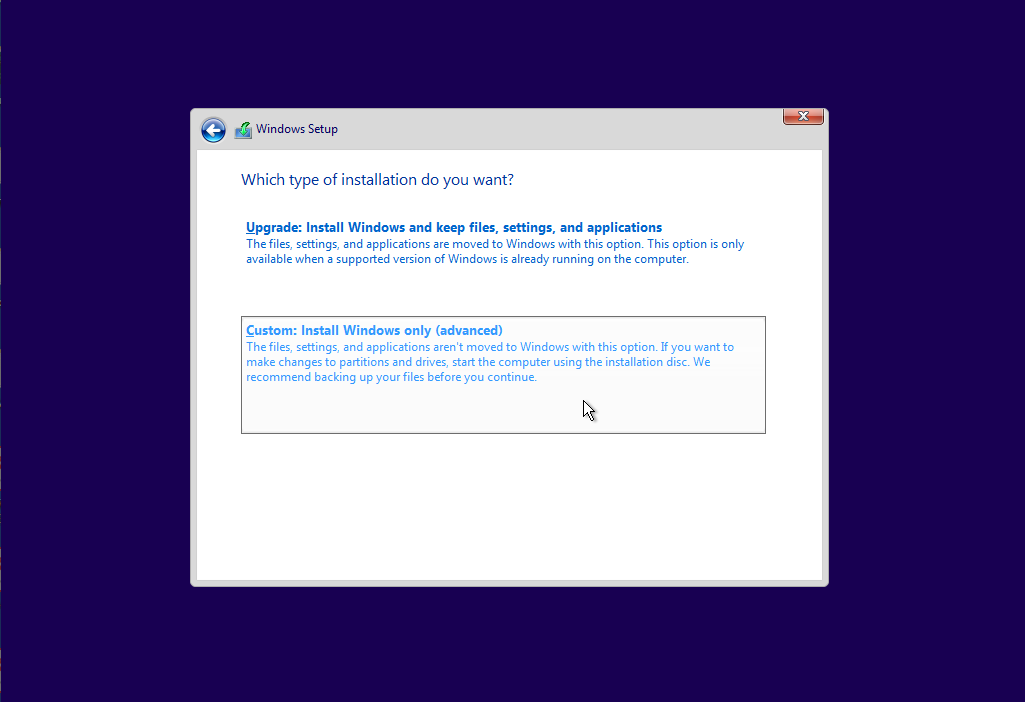 Windows Setup
Which type of installation do you want?
Upgrade: Install Windows and keep files, settings, and applications
The files, settings, and applications are moved to Windows with this option. This option is only
available when a supported version of Windows is already running on the computer.
Custom: Install Windows only (advanced)
The files, settings, and applications aren't moved to Windows with this option. If you want to
make changes to partitions and drives, start the computer using the installation disc. We
recommend backing up your files before you continue.